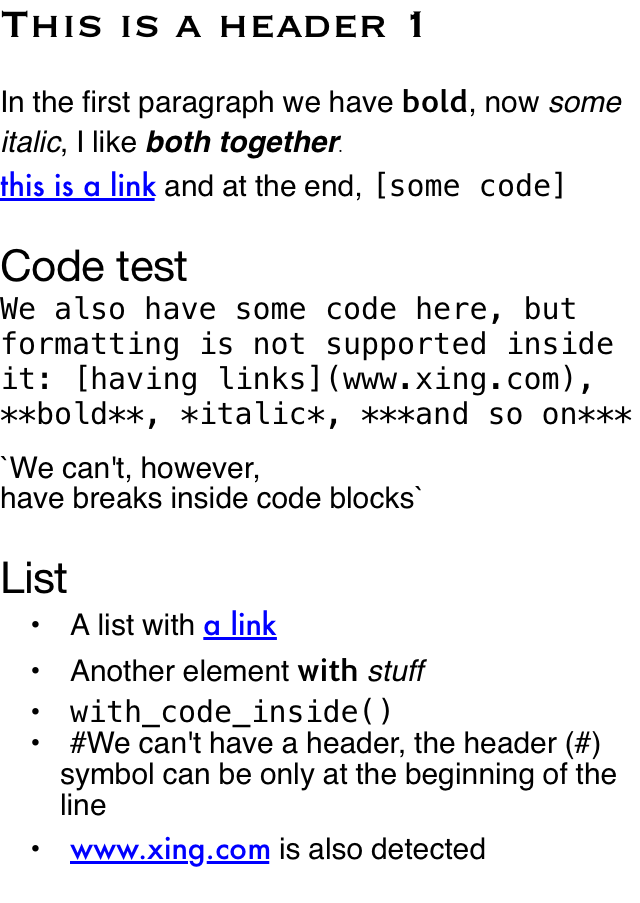 THIS IS A HEADER 1
In the first paragraph we have bold, now some
italic, I like both together.
this is a link and at the end, [some code]
Code test
We also have some code here, but
formatting is not supported inside
it: [having links](www.xing.com),
**bold**, *italic*, ***and so on***
`We can't, however,
have breaks inside code blocks`
List
• A list with a link
• Another element with stuff
• with_code_inside()
• #We can't have a header, the header (#)
symbol can be only at the beginning of the
line
• www.xing.com is also detected